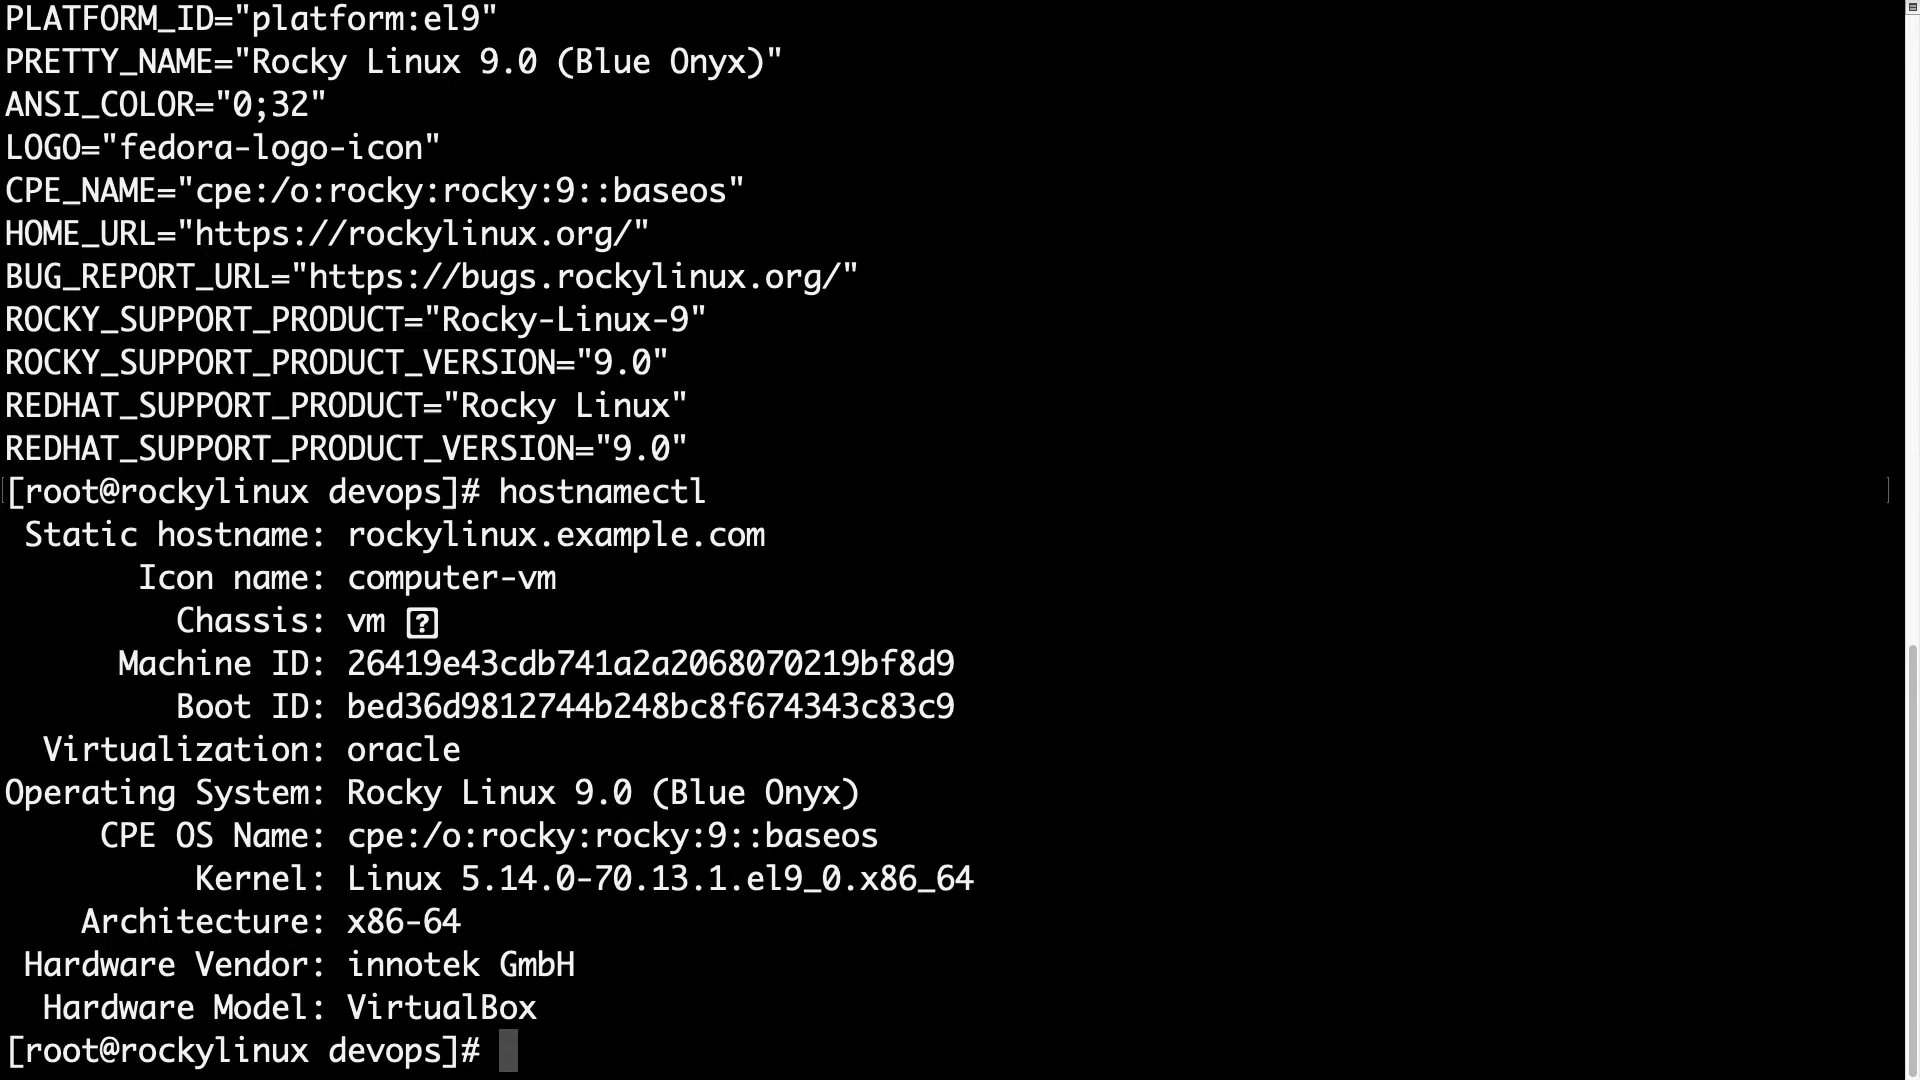 PLATFORM_ID="platform:el9"
PRETTY_NAME="Rocky Linux 9.0 (Blue Onyx)"
ANSI_COLOR="0;32"
LOGO="fedora-logo-icon"
CPE_NAME="cpe:/o:rocky:rocky:9::baseos"
HOME_URL="https://rockylinux.org/"
BUG_REPORT_URL="https://bugs.rockylinux.org/"
ROCKY_SUPPORT_PRODUCT="Rocky-Linux-9"
ROCKY_SUPPORT_PRODUCT_VERSION="9.0"
REDHAT_SUPPORT_PRODUCT="Rocky Linux"
REDHAT_SUPPORT_PRODUCT_VERSION="9.0"
[root@rockylinux devops]# hostnamectl
Static hostname: rockylinux.example.com
Icon name: computer-vm
Chassis: vm [?]
Machine ID: 26419e43cdb741a2a2068070219bf8d9
Boot ID: bed36d9812744b248bc8f674343c83c9
Virtualization: oracle
Operating System: Rocky Linux 9.0 (Blue Onyx)
CPE OS Name: cpe:/o:rocky:rocky:9::baseos
Kernel: Linux 5.14.0-70.13.1.el9_0.x86_64
Architecture: x86-64
Hardware Vendor: innotek GmbH
Hardware Model: VirtualBox
[root@rockylinux devops]#